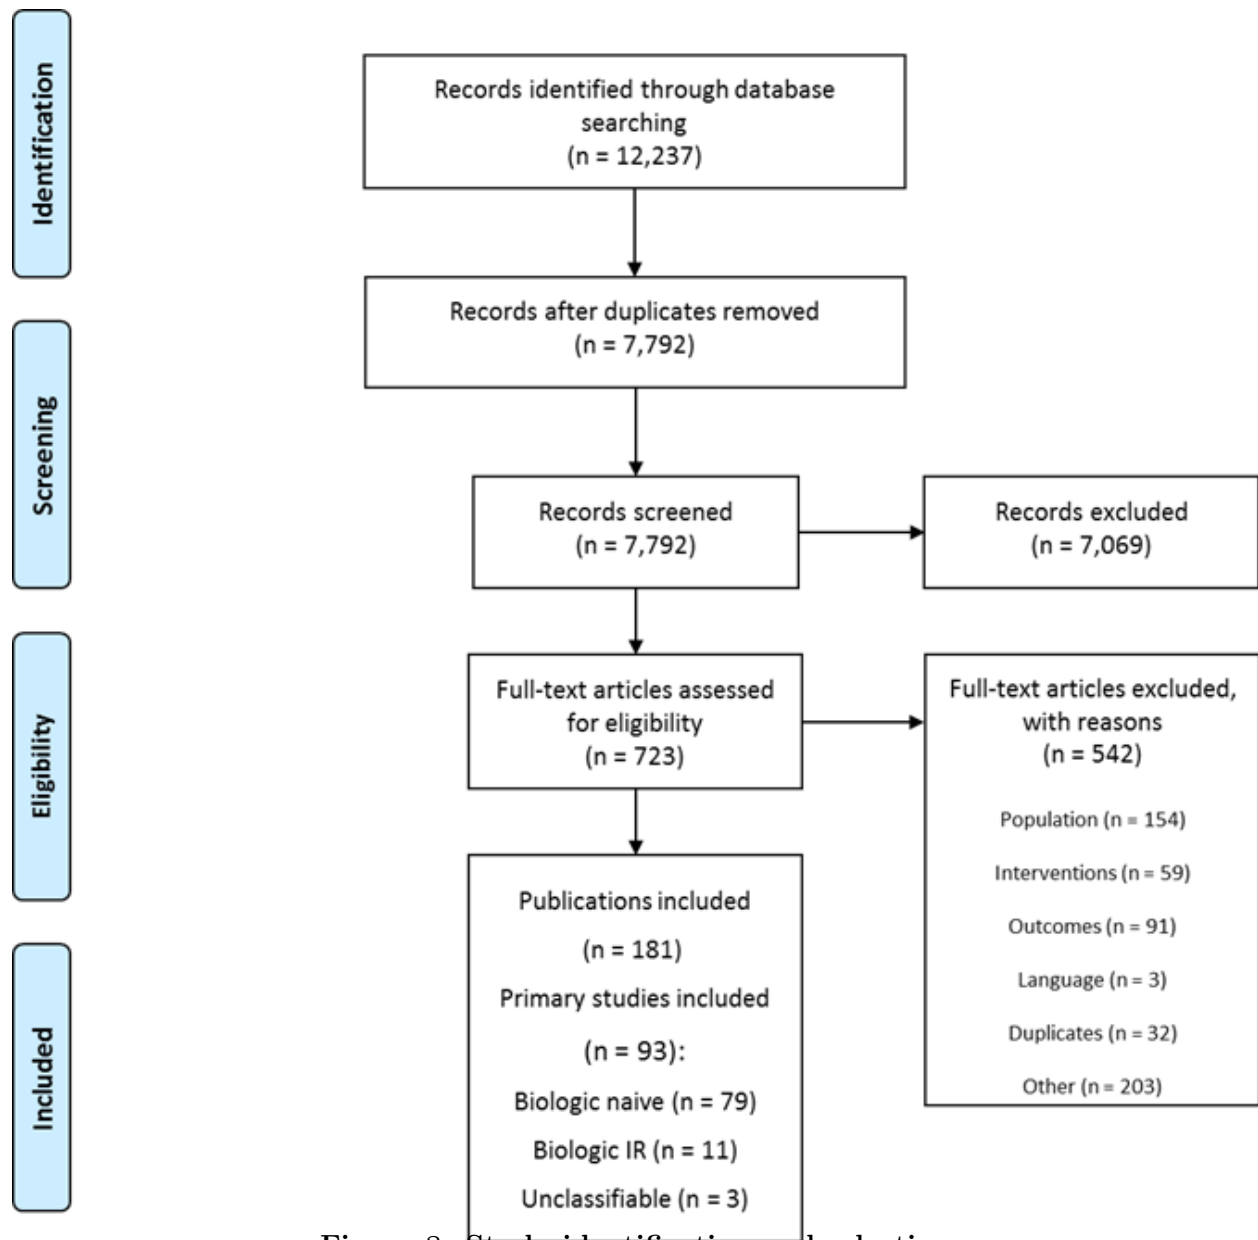 Identification
Records identified through database
searching
(n = 12,237)
Records after duplicates removed
(n = 7,792)
Screening
Records screened
(n = 7,792)
Records excluded
(n = 7,069)
Eligibility
Full-text articles assessed
for eligibility
(n = 723)
Full-text articles excluded,
with reasons
(n = 542)
Population (n = 154)
Interventions (n = 59)
Outcomes (n = 91)
Language (n = 3)
Duplicates (n = 32)
Other (n = 203)
Included
Publications included
(n = 181)
Primary studies included
(n = 93):
Biologic naive (n = 79)
Biologic IR (n = 11)
Unclassifiable (n = 3)